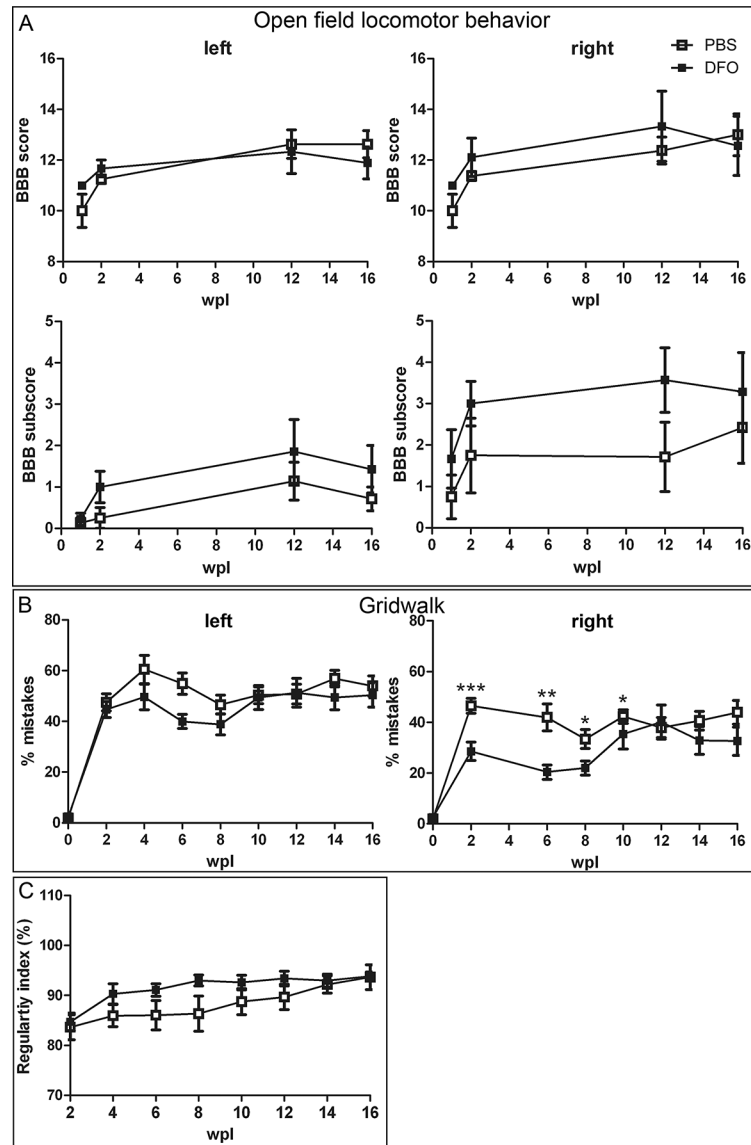 A
Open field locomotor behavior
left
right
PBS
DFO
16
14
12
10
8
BBB score
0 2 4 6 8 10 12 14 16
wpl
16
14
12
10
8
BBB score
0 2 4 6 8 10 12 14 16
wpl
5
4
3
2
1
0
BBB subscore
0 2 4 6 8 10 12 14 16
wpl
5
4
3
2
1
0
BBB subscore
0 2 4 6 8 10 12 14 16
wpl
B
Gridwalk
left
80
60
40
20
0
% mistakes
0 2 4 6 8 10 12 14 16
wpl
right
80
60
40
20
0
% mistakes
*** ** * *
0 2 4 6 8 10 12 14 16
wpl
C
110
100
90
80
70
Regulartiy index (%)
2 4 6 8 10 12 14 16
wpl